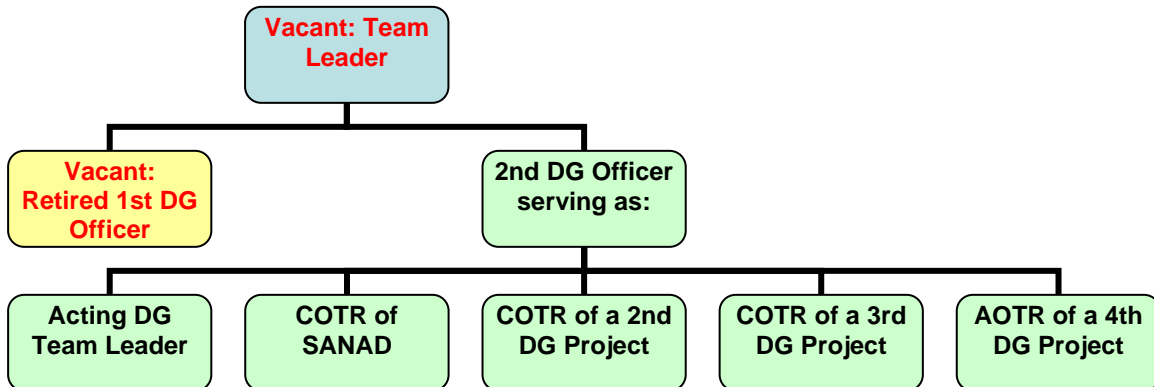 Vacant: Team
Leader
Vacant:
Retired 1st DG
Officer
2nd DG Officer
serving as:
Acting DG
Team Leader
COTR of
SANAD
COTR of a 2nd
DG Project
COTR of a 3rd
DG Project
AOTR of a 4th
DG Project